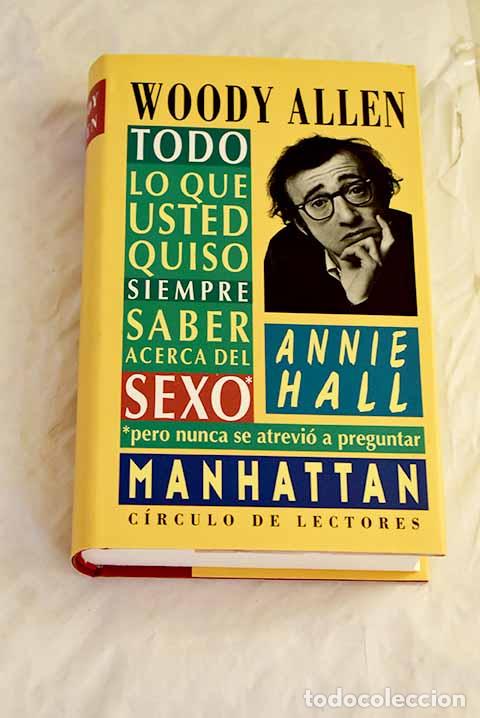 WOODY ALLEN
TODO
LO QUE
USTED
QUISO
SIEMPRE
SABER
ACERCA DEL
SEXO*
ANNIE
HALL
*pero nunca se atrevió a preguntar
MANHATTAN
CÍRCULO DE LECTORES
todocoleccion